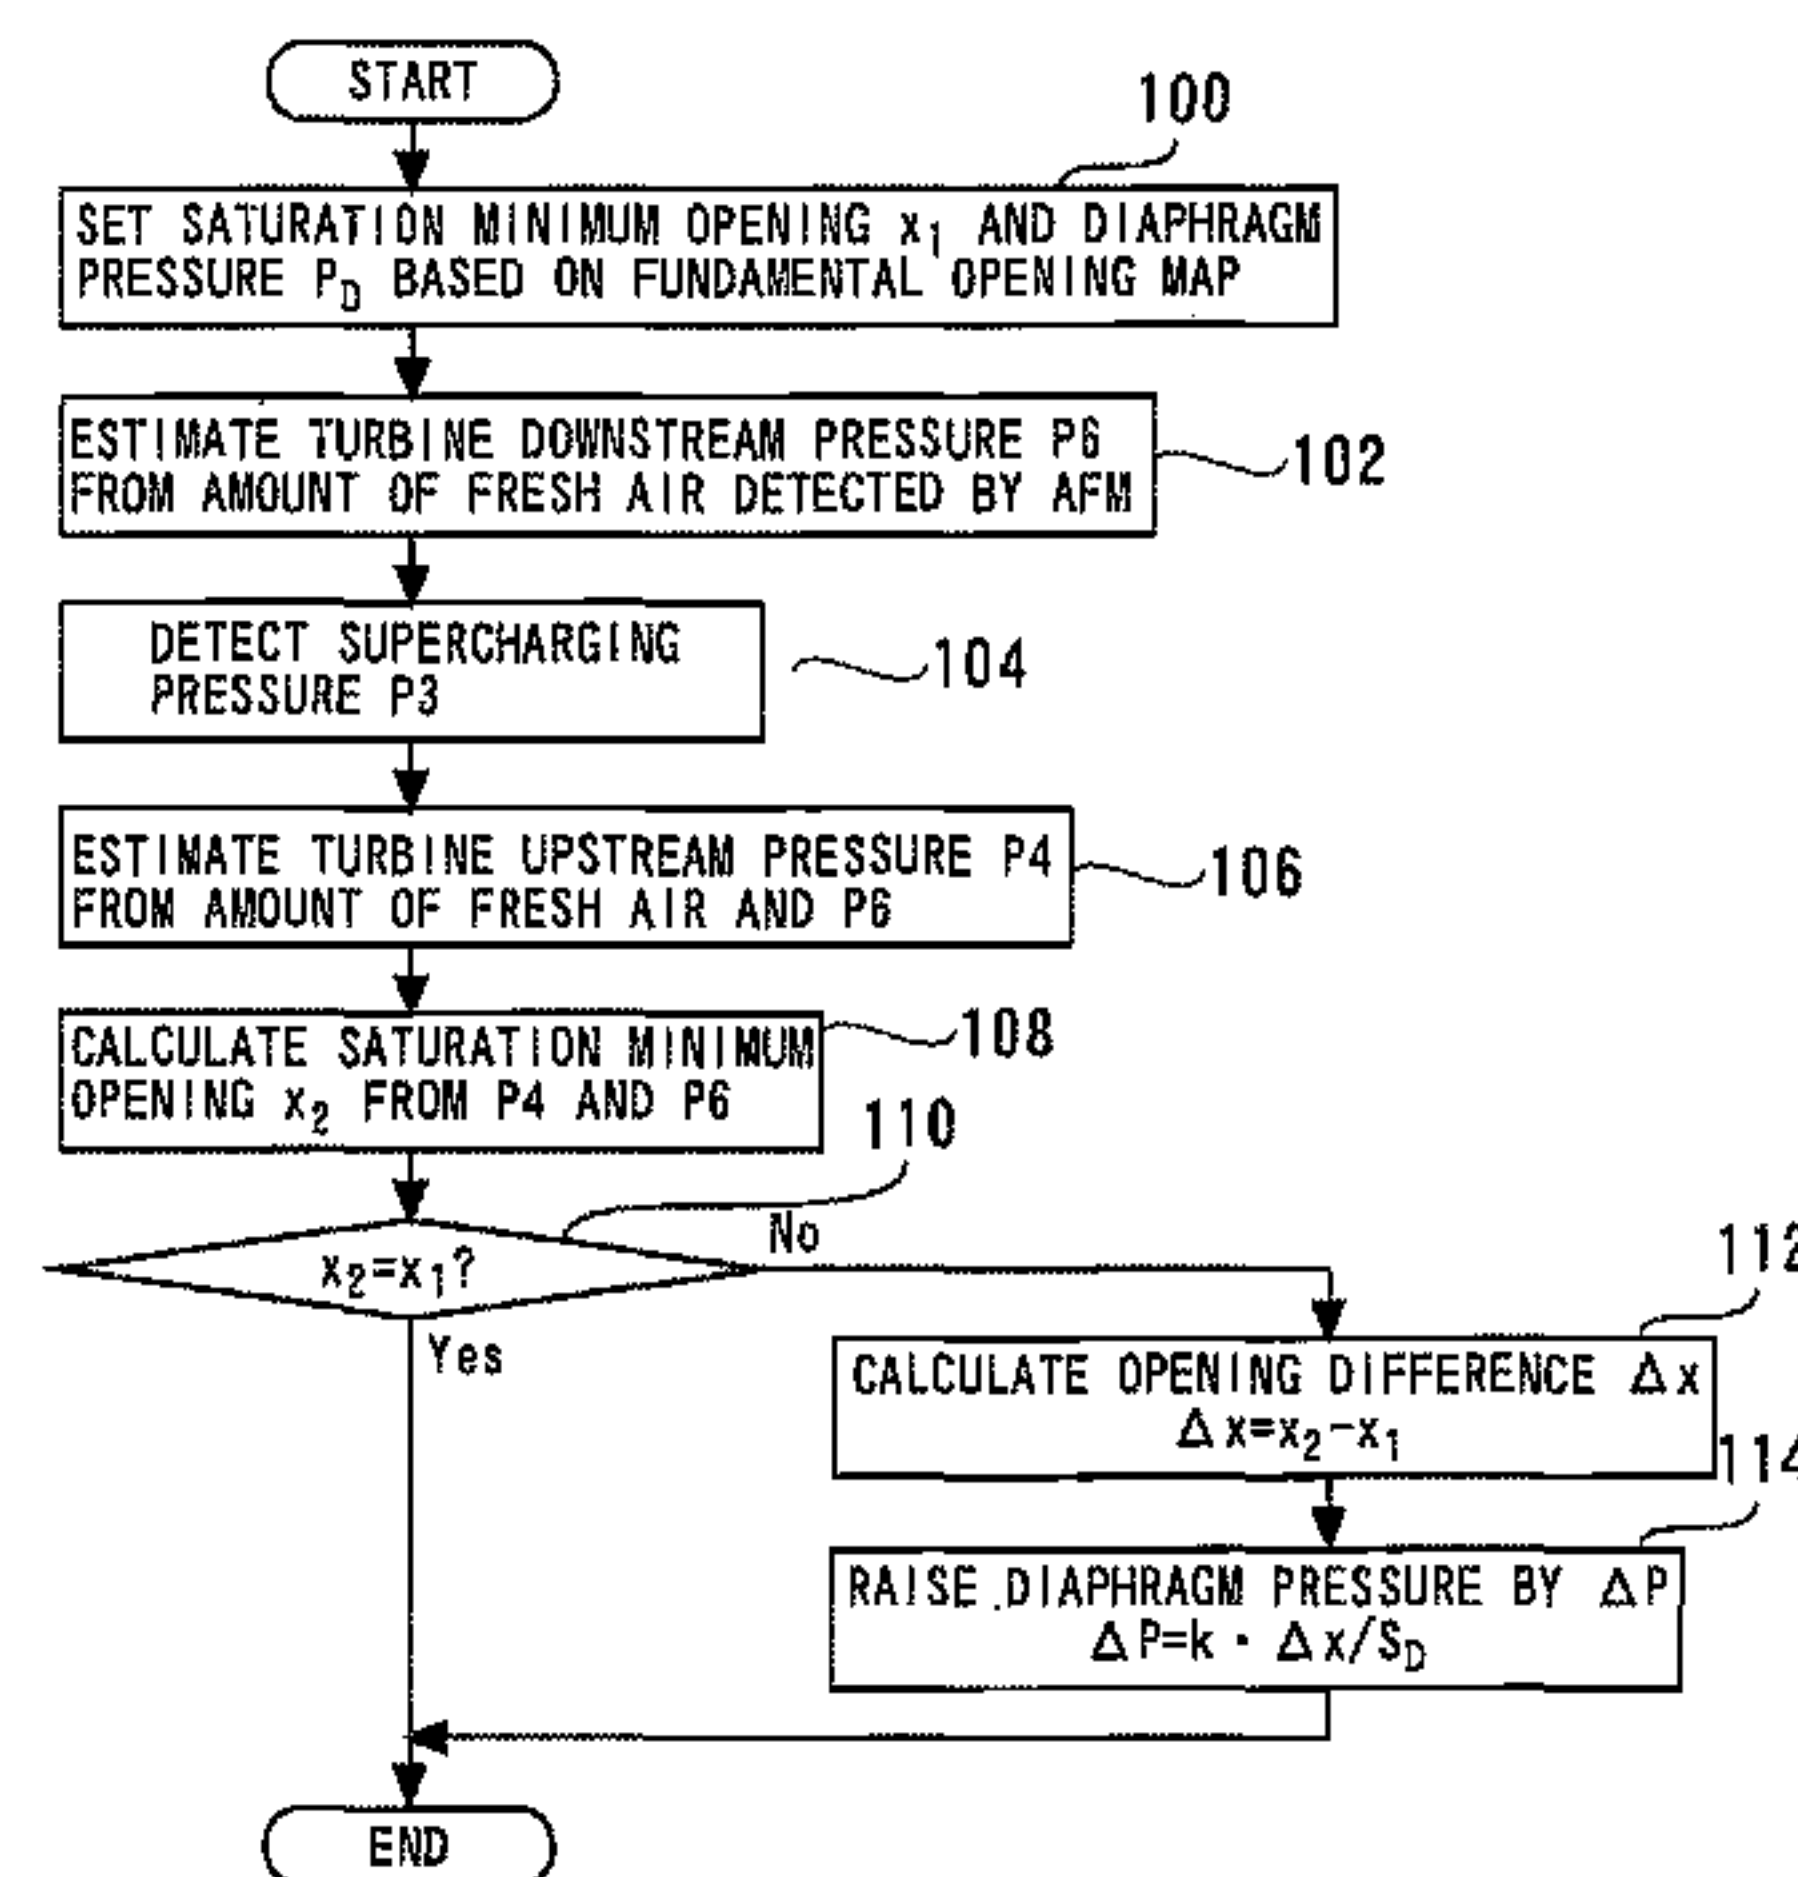 START
100
SET SATURATION MINIMUM OPENING x₁ AND DIAPHRAGM
PRESSURE P_D BASED ON FUNDAMENTAL OPENING MAP
ESTIMATE TURBINE DOWNSTREAM PRESSURE P6
FROM AMOUNT OF FRESH AIR DETECTED BY AFM
102
DETECT SUPERCHARGING
PRESSURE P3
104
ESTIMATE TURBINE UPSTREAM PRESSURE P4
FROM AMOUNT OF FRESH AIR AND P6
106
CALCULATE SATURATION MINIMUM
OPENING x₂ FROM P4 AND P6
108
110
x₂=x₁?
No
Yes
112
CALCULATE OPENING DIFFERENCE Δx
Δx=x₂-x₁
114
RAISE DIAPHRAGM PRESSURE BY ΔP
ΔP=k・Δx/S_D
END